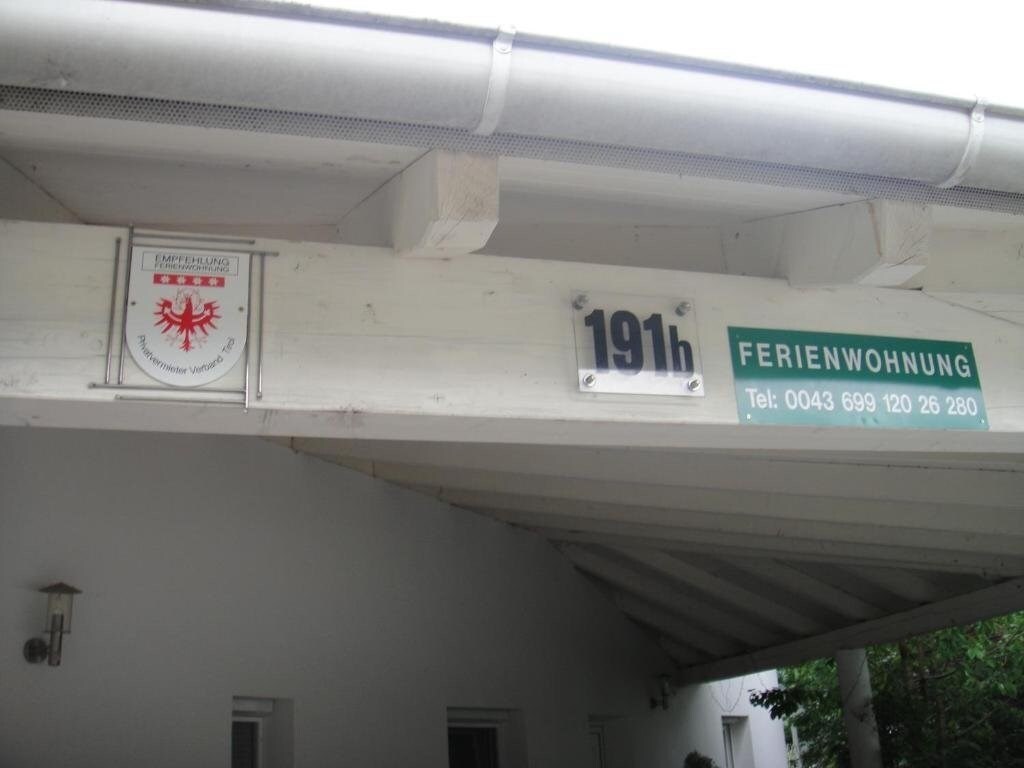 EMPFEHLUNG
FERIENWOHNUNG
Privatvermieter Verband Tirol
191b
FERIENWOHNUNG
Tel: 0043 699 120 26 280